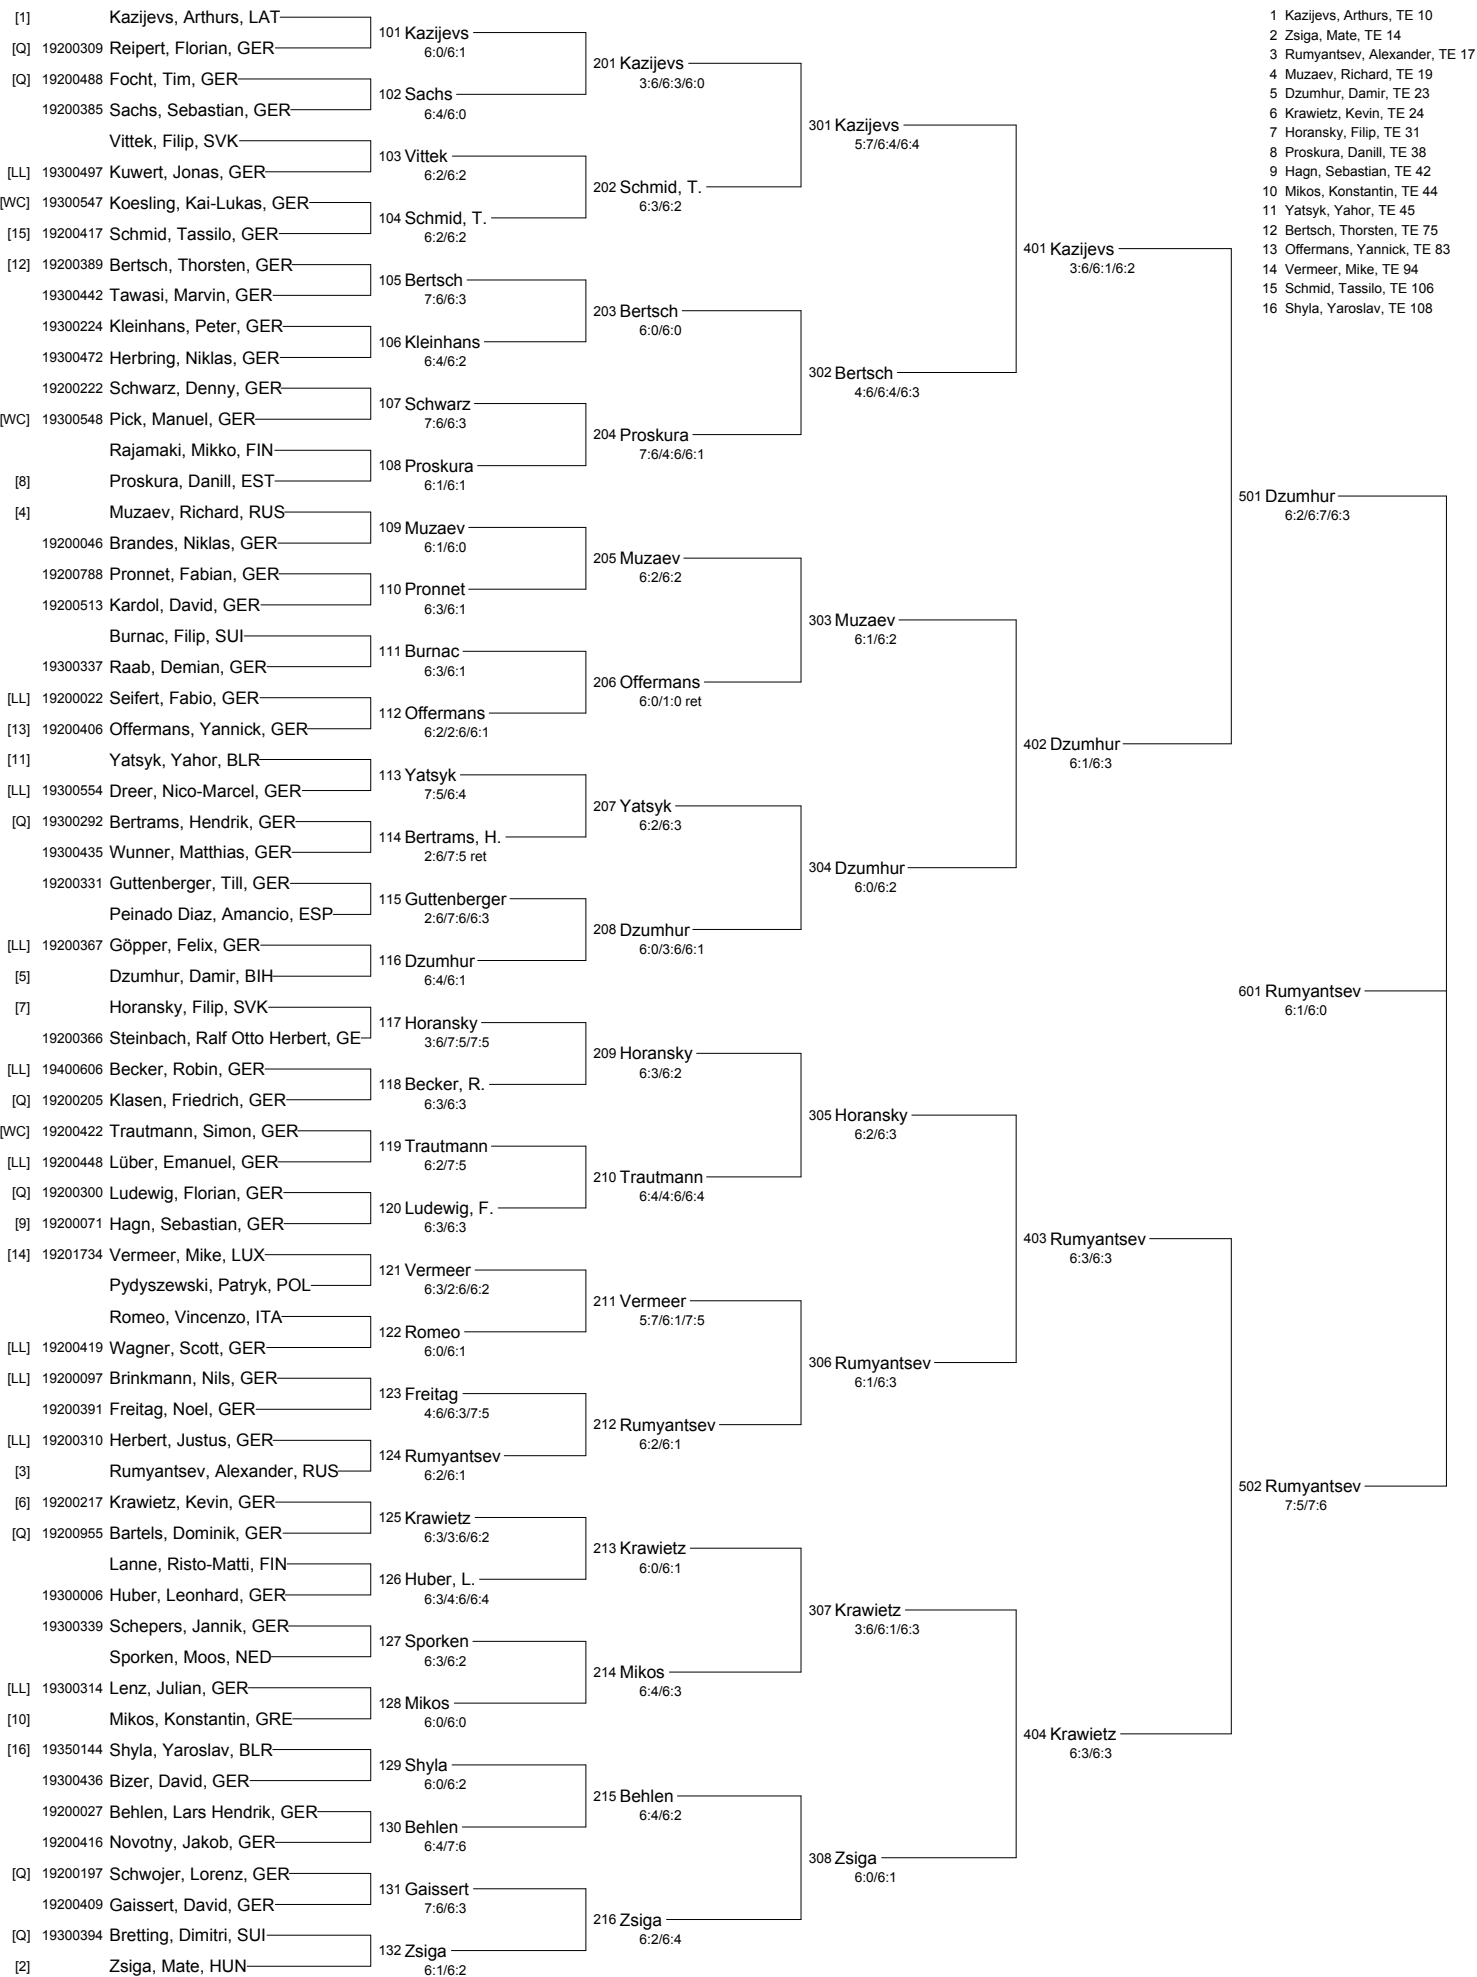 [1] Kazijevs, Arthurs, LAT
[Q] 19200309 Reipert, Florian, GER
[Q] 19200488 Focht, Tim, GER
19200385 Sachs, Sebastian, GER
Vittek, Filip, SVK
[LL] 19300497 Kuwert, Jonas, GER
[WC] 19300547 Koesling, Kai-Lukas, GER
[15] 19200417 Schmid, Tassilo, GER
[12] 19200389 Bertsch, Thorsten, GER
19300442 Tawasi, Marvin, GER
19300224 Kleinhans, Peter, GER
19300472 Herbring, Niklas, GER
19200222 Schwarz, Denny, GER
[WC] 19300548 Pick, Manuel, GER
Rajamaki, Mikko, FIN
[8] Proskura, Danill, EST
[4] Muzaev, Richard, RUS
19200046 Brandes, Niklas, GER
19200788 Pronnet, Fabian, GER
19200513 Kardol, David, GER
Burnac, Filip, SUI
19300337 Raab, Demian, GER
[LL] 19200022 Seifert, Fabio, GER
[13] 19200406 Offermans, Yannick, GER
[11] Yatsyk, Yahor, BLR
[LL] 19300554 Dreer, Nico-Marcel, GER
[Q] 19300292 Bertrams, Hendrik, GER
19300435 Wunner, Matthias, GER
19200331 Guttenberger, Till, GER
Peinado Diaz, Amancio, ESP
[LL] 19200367 Göpper, Felix, GER
[5] Dzumhur, Damir, BIH
[7] Horansky, Filip, SVK
19200366 Steinbach, Ralf Otto Herbert, GE
[LL] 19400606 Becker, Robin, GER
[Q] 19200205 Klasen, Friedrich, GER
[WC] 19200422 Trautmann, Simon, GER
[LL] 19200448 Lüber, Emanuel, GER
[Q] 19200300 Ludewig, Florian, GER
[9] 19200071 Hagn, Sebastian, GER
[14] 19201734 Vermeer, Mike, LUX
Pydyszewski, Patryk, POL
Romeo, Vincenzo, ITA
[LL] 19200419 Wagner, Scott, GER
[LL] 19200097 Brinkmann, Nils, GER
19200391 Freitag, Noel, GER
[LL] 19200310 Herbert, Justus, GER
[3] Rumyantsev, Alexander, RUS
[6] 19200217 Krawietz, Kevin, GER
[Q] 19200955 Bartels, Dominik, GER
Lanne, Risto-Matti, FIN
19300006 Huber, Leonhard, GER
19300339 Schepers, Jannik, GER
Sporken, Moos, NED
[LL] 19300314 Lenz, Julian, GER
[10] Mikos, Konstantin, GRE
[16] 19350144 Shyla, Yaroslav, BLR
19300436 Bizer, David, GER
19200027 Behlen, Lars Hendrik, GER
19200416 Novotny, Jakob, GER
[Q] 19200197 Schwojer, Lorenz, GER
19200409 Gaissert, David, GER
[Q] 19300394 Bretting, Dimitri, SUI
[2] Zsiga, Mate, HUN
101 Kazijevs
6:0/6:1
102 Sachs
6:4/6:0
103 Vittek
6:2/6:2
104 Schmid, T.
6:2/6:2
105 Bertsch
7:6/6:3
106 Kleinhans
6:4/6:2
107 Schwarz
7:6/6:3
108 Proskura
6:1/6:1
109 Muzaev
6:1/6:0
110 Pronnet
6:3/6:1
111 Burnac
6:3/6:1
112 Offermans
6:2/2:6/6:1
113 Yatsyk
7:5/6:4
114 Bertrams, H.
2:6/7:5 ret
115 Guttenberger
2:6/7:6/6:3
116 Dzumhur
6:4/6:1
117 Horansky
3:6/7:5/7:5
118 Becker, R.
6:3/6:3
119 Trautmann
6:2/7:5
120 Ludewig, F.
6:3/6:3
121 Vermeer
6:3/2:6/6:2
122 Romeo
6:0/6:1
123 Freitag
4:6/6:3/7:5
124 Rumyantsev
6:2/6:1
125 Krawietz
6:3/3:6/6:2
126 Huber, L.
6:3/4:6/6:4
127 Sporken
6:3/6:2
128 Mikos
6:0/6:0
129 Shyla
6:0/6:2
130 Behlen
6:4/7:6
131 Gaissert
7:6/6:3
132 Zsiga
6:1/6:2
201 Kazijevs
3:6/6:3/6:0
202 Schmid, T.
6:3/6:2
203 Bertsch
6:0/6:0
204 Proskura
7:6/4:6/6:1
205 Muzaev
6:2/6:2
206 Offermans
6:0/1:0 ret
207 Yatsyk
6:2/6:3
208 Dzumhur
6:0/3:6/6:1
209 Horansky
6:3/6:2
210 Trautmann
6:4/4:6/6:4
211 Vermeer
5:7/6:1/7:5
212 Rumyantsev
6:2/6:1
213 Krawietz
6:0/6:1
214 Mikos
6:4/6:3
215 Behlen
6:4/6:2
216 Zsiga
6:2/6:4
301 Kazijevs
5:7/6:4/6:4
302 Bertsch
4:6/6:4/6:3
303 Muzaev
6:1/6:2
304 Dzumhur
6:0/6:2
305 Horansky
6:2/6:3
306 Rumyantsev
6:1/6:3
307 Krawietz
3:6/6:1/6:3
308 Zsiga
6:0/6:1
401 Kazijevs
3:6/6:1/6:2
402 Dzumhur
6:1/6:3
403 Rumyantsev
6:3/6:3
404 Krawietz
6:3/6:3
501 Dzumhur
6:2/6:7/6:3
601 Rumyantsev
6:1/6:0
502 Rumyantsev
7:5/7:6
1 Kazijevs, Arthurs, TE 10
2 Zsiga, Mate, TE 14
3 Rumyantsev, Alexander, TE 17
4 Muzaev, Richard, TE 19
5 Dzumhur, Damir, TE 23
6 Krawietz, Kevin, TE 24
7 Horansky, Filip, TE 31
8 Proskura, Danill, TE 38
9 Hagn, Sebastian, TE 42
10 Mikos, Konstantin, TE 44
11 Yatsyk, Yahor, TE 45
12 Bertsch, Thorsten, TE 75
13 Offermans, Yannick, TE 83
14 Vermeer, Mike, TE 94
15 Schmid, Tassilo, TE 106
16 Shyla, Yaroslav, TE 108